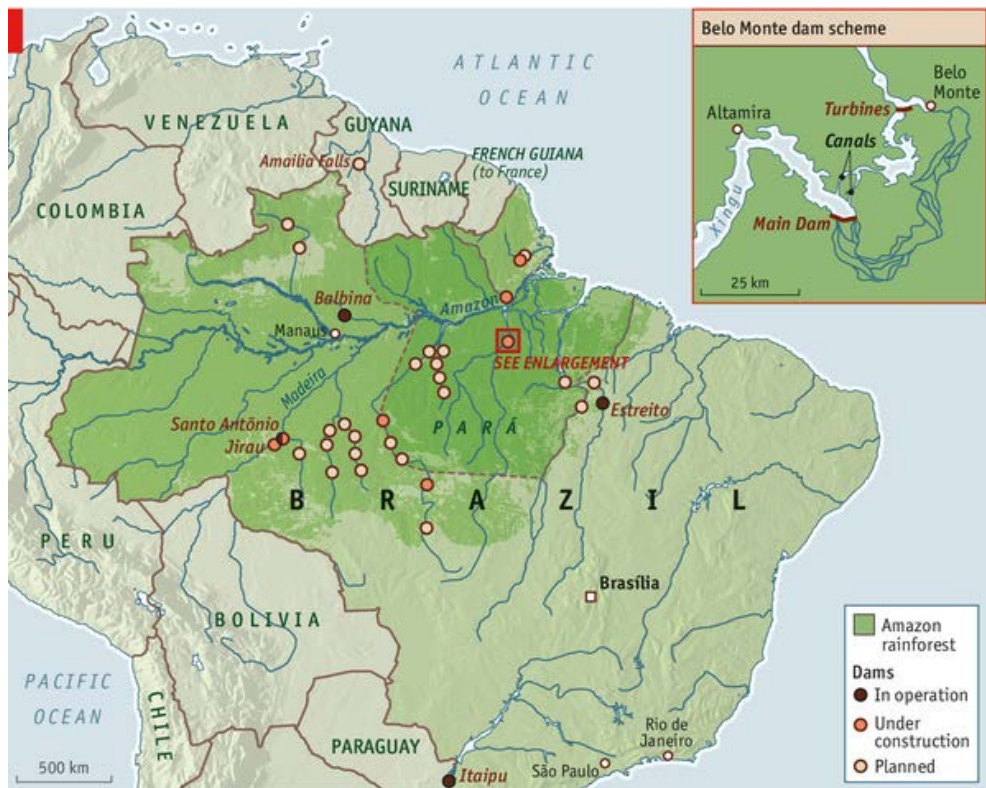 Belo Monte dam scheme
Belo
Monte
Turbines
Altamira
Canals
Xingu
Main Dam
25 km
ATLANTIC
OCEAN
VENEZUELA
GUYANA
Amailia Falls
FRENCH GUIANA
(to France)
SURINAME
COLOMBIA
Balbina
Amazon
Manaus
SEE ENLARGEMENT
Madeira
Estreito
Santo Antônio
Jirau
PARÁ
BRAZIL
PERU
Brasília
BOLIVIA
PACIFIC
OCEAN
CHILE
PARAGUAY
Rio de
Janeiro
São Paulo
Itaipu
500 km
Amazon
rainforest
Dams
In operation
Under
construction
Planned